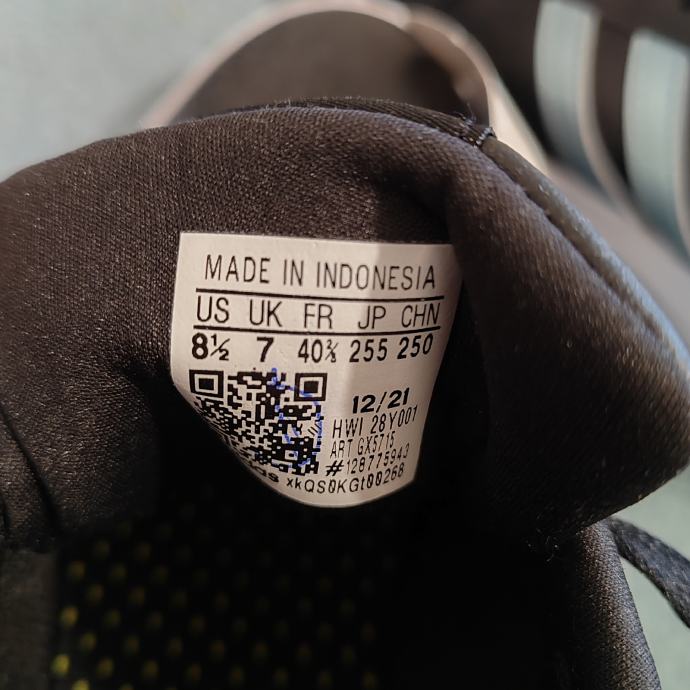 MADE IN INDONESIA
US UK FR JP CHN
8½ 7 40⅔ 255 250
12/21
HWI 28Y001
ART GX5715
#128775943
xkQS0KGt00268